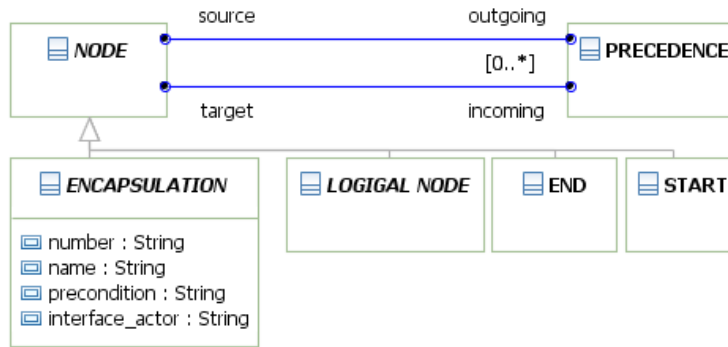 source
outgoing
NODE
PRECEDENCE
[0..*]
target
incoming
ENCAPSULATION
LOGIGAL NODE
END
START
number : String
name : String
precondition : String
interface_actor : String